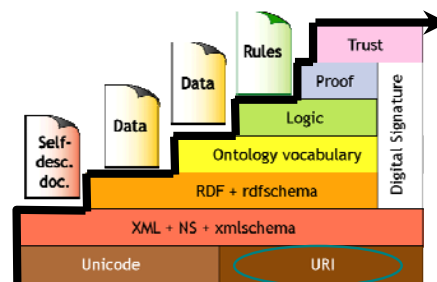 Trust
Rules
Proof
Data
Logic
Data
Ontology vocabulary
Self-
desc.
doc.
RDF + rdfschema
Digital Signature
XML + NS + xmlschema
Unicode
URI